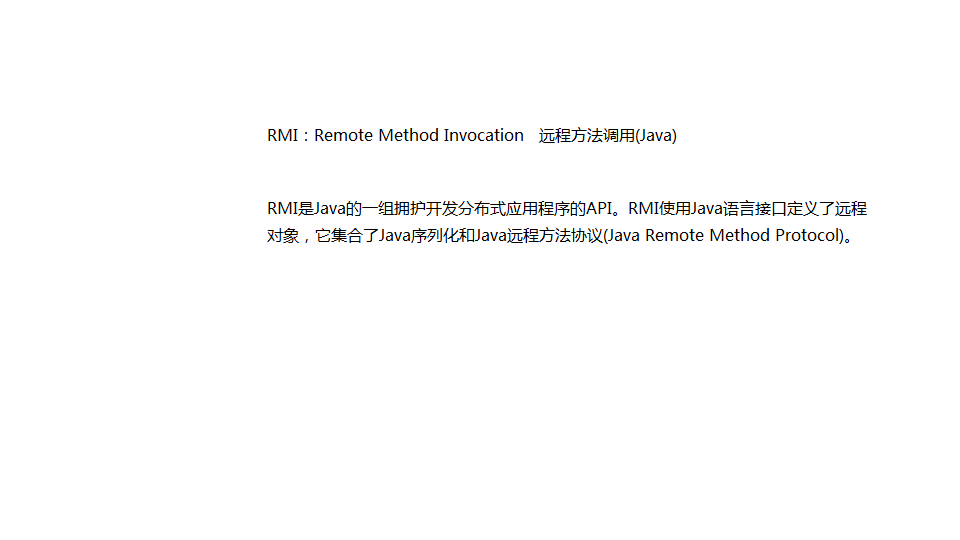 RMI：Remote Method Invocation　远程方法调用(Java)
RMI是Java的一组拥护开发分布式应用程序的API。RMI使用Java语言接口定义了远程
对象，它集合了Java序列化和Java远程方法协议(Java Remote Method Protocol)。